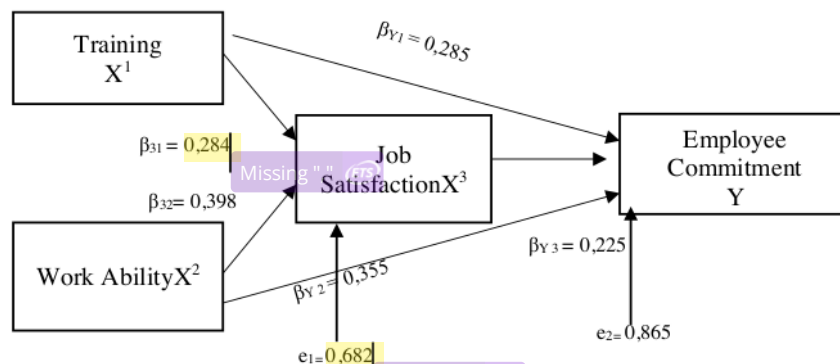 Training
X¹
βY1 = 0,285
β31 = 0,284
Missing " "
FTS
Job
SatisfactionX³
Employee
Commitment
Y
β32= 0,398
Work AbilityX²
βY 2 = 0,355
βY 3 = 0,225
e1= 0,682
e2= 0,865